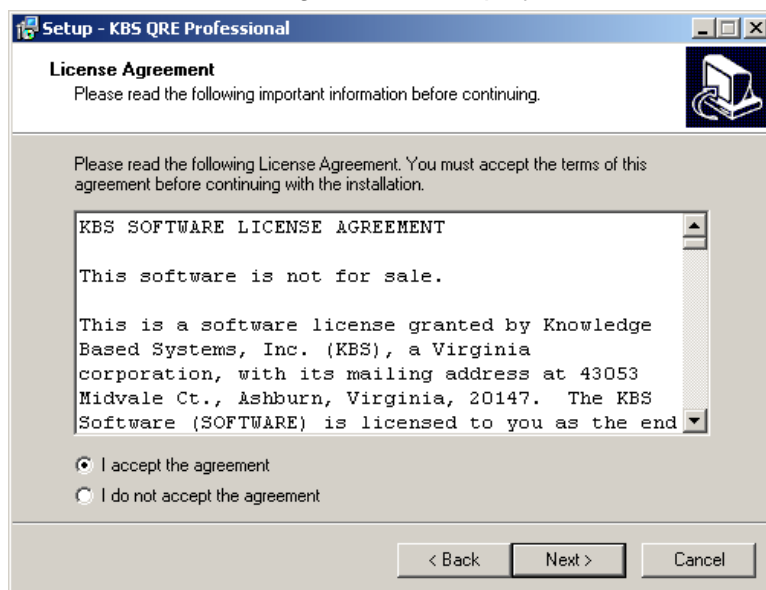 Setup - KBS QRE Professional
License Agreement
Please read the following important information before continuing.
Please read the following License Agreement. You must accept the terms of this
agreement before continuing with the installation.
KBS SOFTWARE LICENSE AGREEMENT
This software is not for sale.
This is a software license granted by Knowledge
Based Systems, Inc. (KBS), a Virginia
corporation, with its mailing address at 43053
Midvale Ct., Ashburn, Virginia, 20147.  The KBS
Software (SOFTWARE) is licensed to you as the end
I accept the agreement
I do not accept the agreement
< Back Next > Cancel